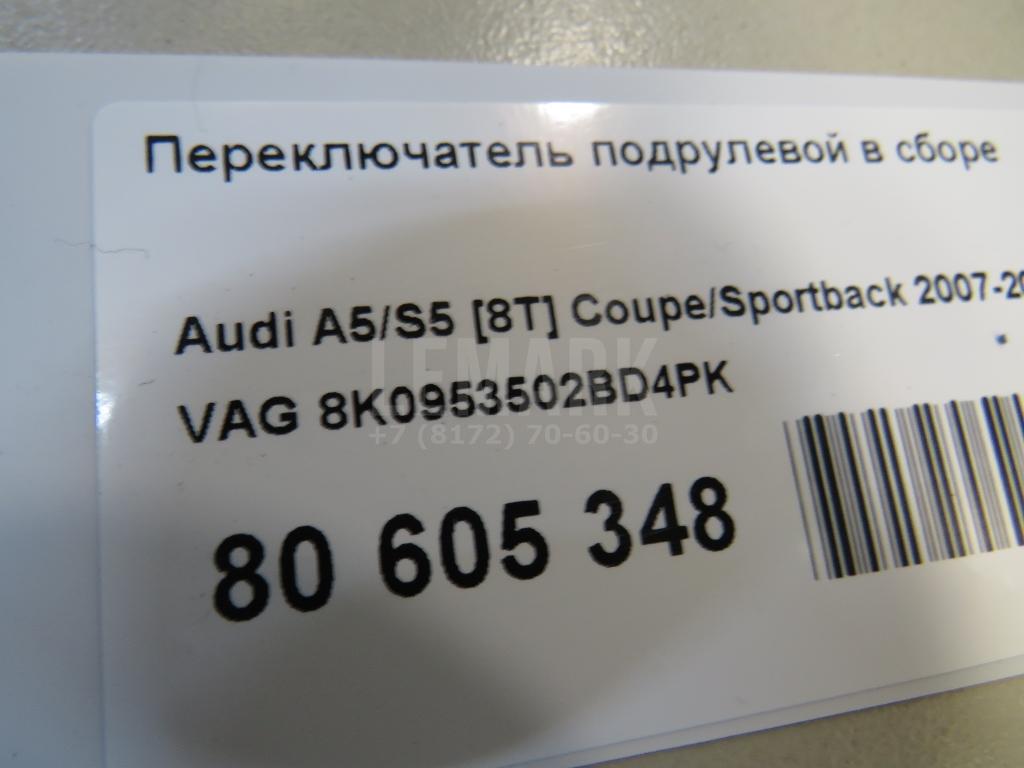 Переключатель подрулевой в сборе
Audi A5/S5 [8T] Coupe/Sportback 2007-20
VAG 8K0953502BD4PK
LEMARK
+7 (8172) 70-60-30
80 605 348